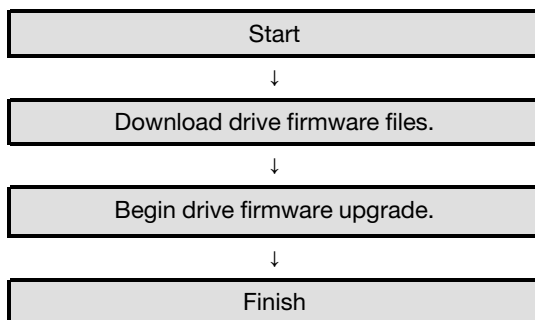 Start
↓
Download drive firmware files.
↓
Begin drive firmware upgrade.
↓
Finish